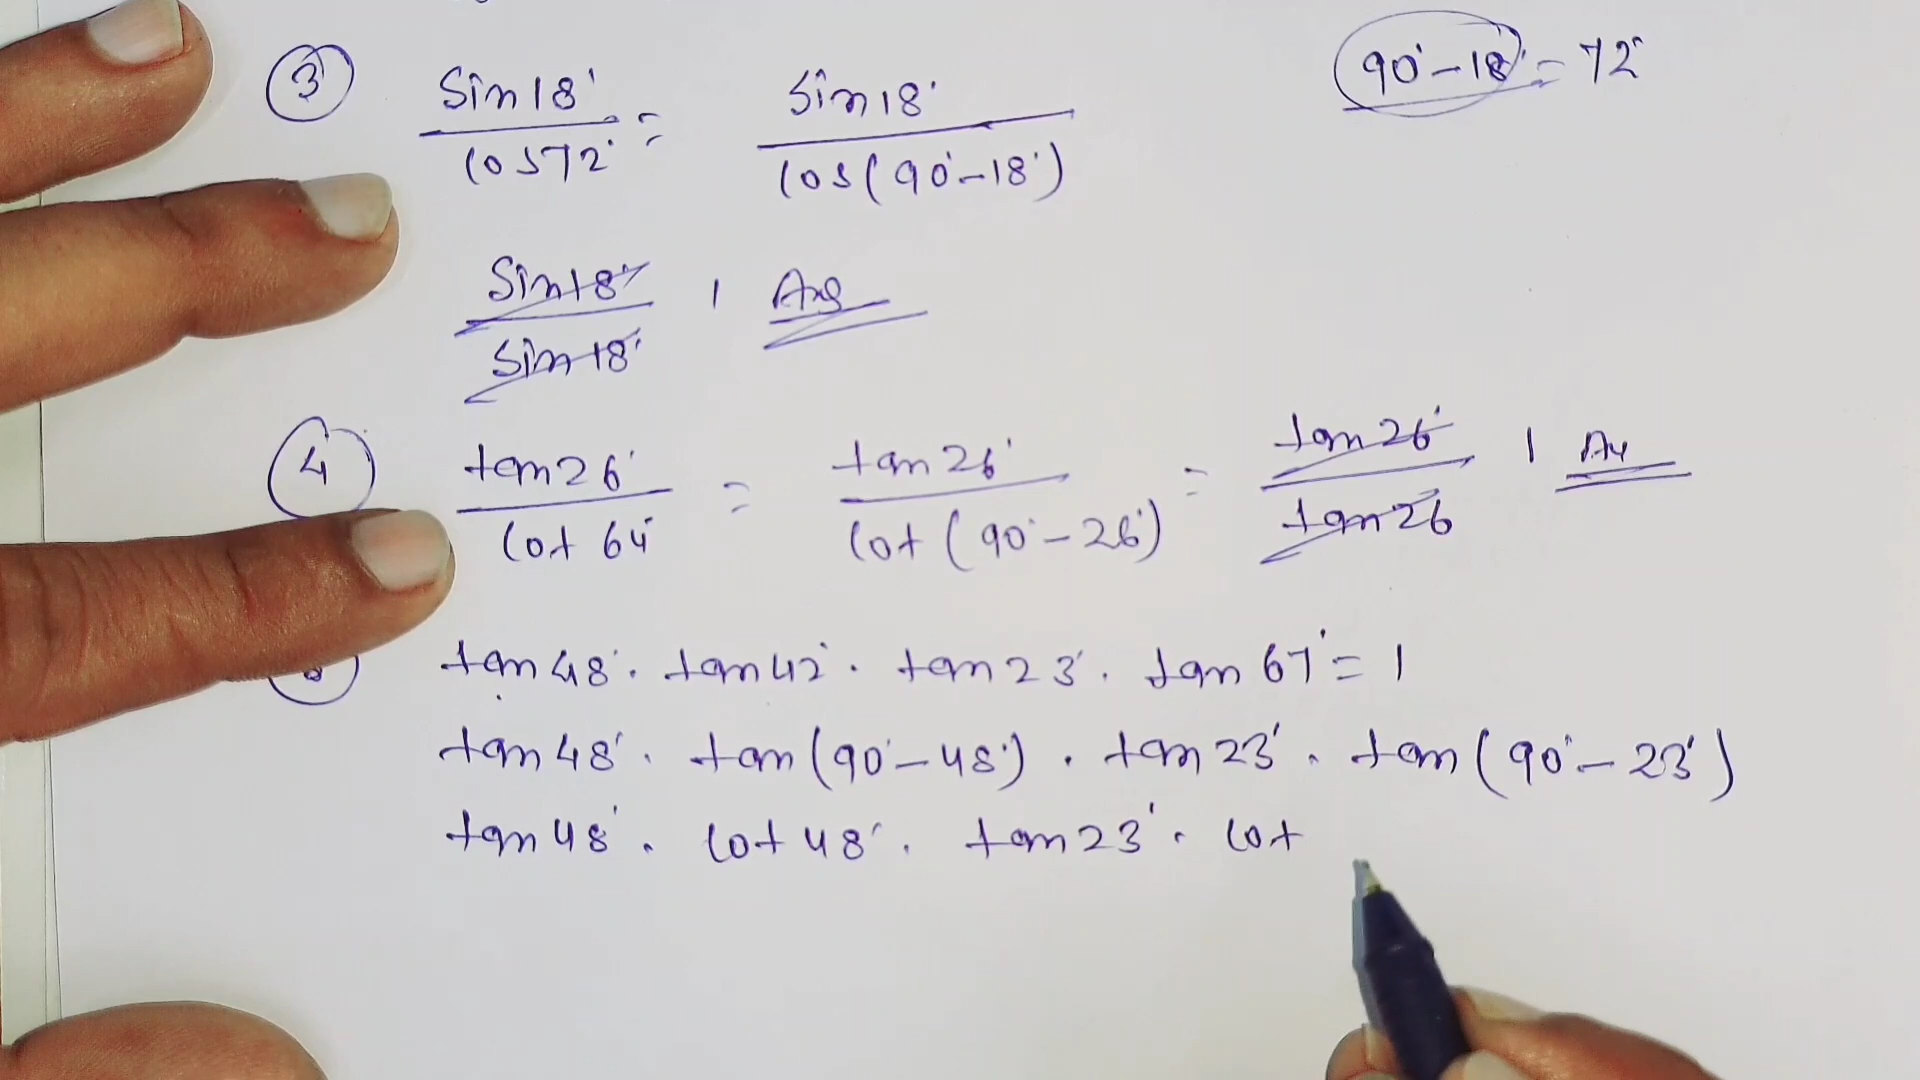 ③ sin18° / cos72° = sin18° / cos(90°-18°) 90°-18° = 72°
sin18° / sin18° 1 Ans
④ tan26° / cot64° = tan26° / cot(90°-26°) = tan26° / tan26 1 An
tan48°. tan42°. tan23°. tan67° = 1
tan48°. tan(90°-48°). tan23°. tan(90°-23°)
tan48°. cot48°. tan23°. cot